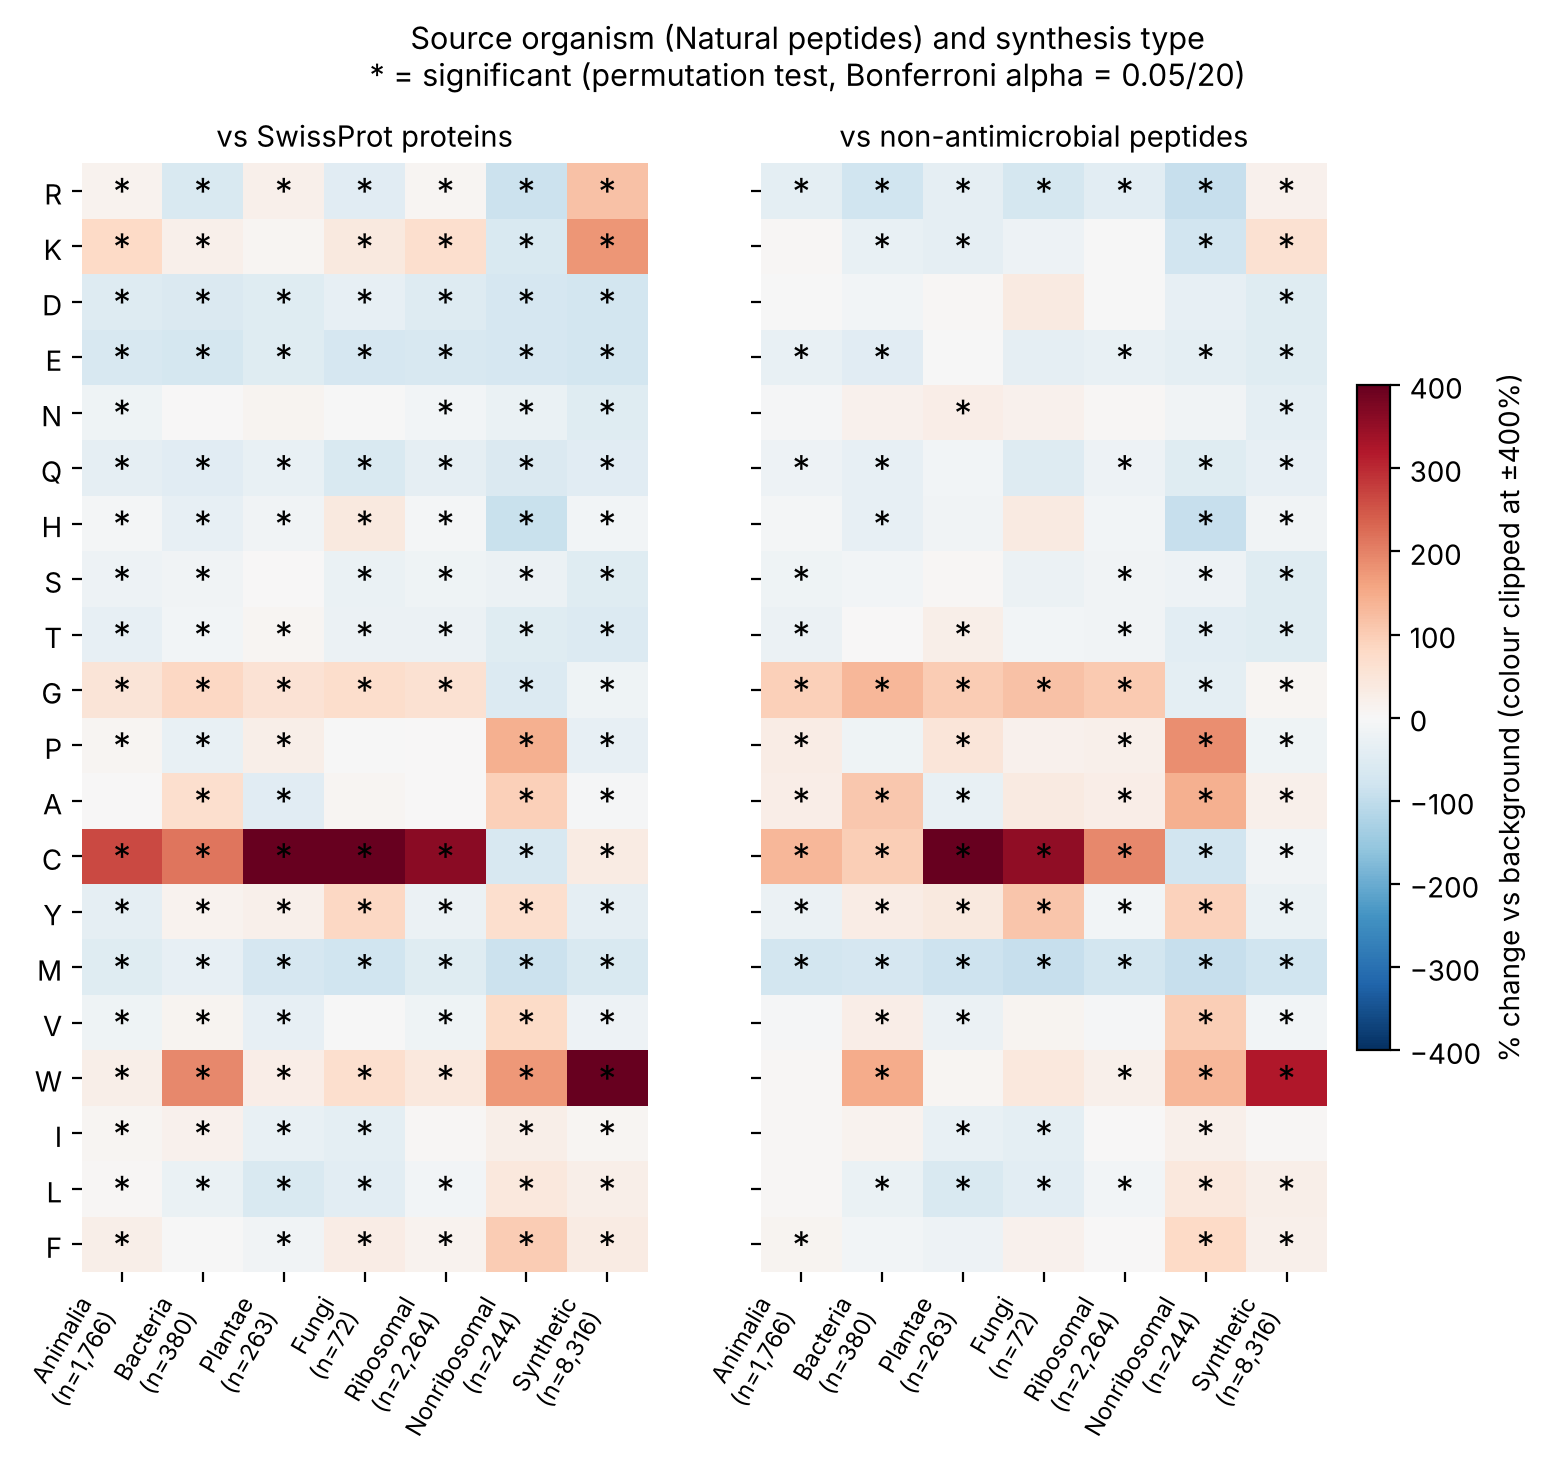 Source organism (Natural peptides) and synthesis type
* = significant (permutation test, Bonferroni alpha = 0.05/20)
vs SwissProt proteins
vs non-antimicrobial peptides
R
K
D
E
N
Q
H
S
T
G
P
A
C
Y
M
V
W
I
L
F
Animalia
(n=1,766)
Bacteria
(n=380)
Plantae
(n=263)
Fungi
(n=72)
Ribosomal
(n=2,264)
Nonribosomal
(n=244)
Synthetic
(n=8,316)
Animalia
(n=1,766)
Bacteria
(n=380)
Plantae
(n=263)
Fungi
(n=72)
Ribosomal
(n=2,264)
Nonribosomal
(n=244)
Synthetic
(n=8,316)
400
300
200
100
0
−100
−200
−300
−400
% change vs background (colour clipped at ±400%)